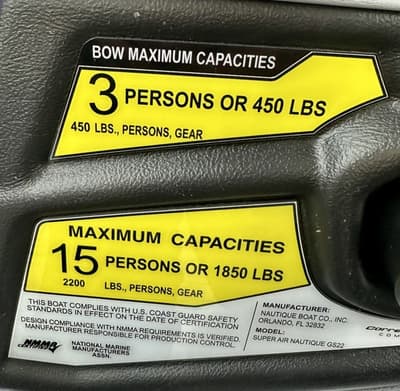 BOW MAXIMUM CAPACITIES
3 PERSONS OR 450 LBS
450 LBS., PERSONS, GEAR
MAXIMUM CAPACITIES
15 PERSONS OR 1850 LBS
2200 LBS., PERSONS, GEAR
THIS BOAT COMPLIES WITH U.S. COAST GUARD SAFETY
STANDARDS IN EFFECT ON THE DATE OF CERTIFICATION
DESIGN COMPLIANCE WITH NMMA REQUIREMENTS IS VERIFIED.
MANUFACTURER RESPONSIBLE FOR PRODUCTION CONTROL.
NMMA
NATIONAL MARINE
MANUFACTURERS
ASSN.
MANUFACTURER:
NAUTIQUE BOAT CO., INC.
ORLANDO, FL 32832
MODEL:
SUPER AIR NAUTIQUE GS22